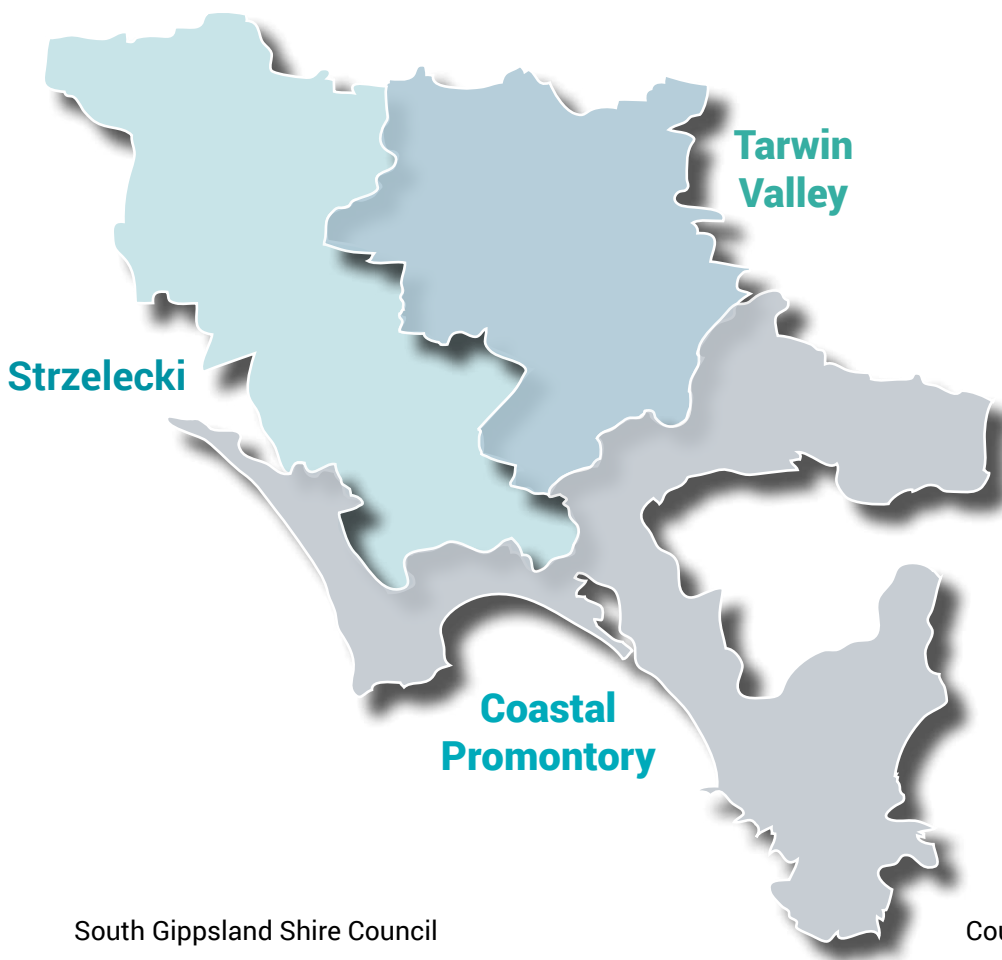 Tarwin
Valley
Strzelecki
Coastal
Promontory
South Gippsland Shire Council